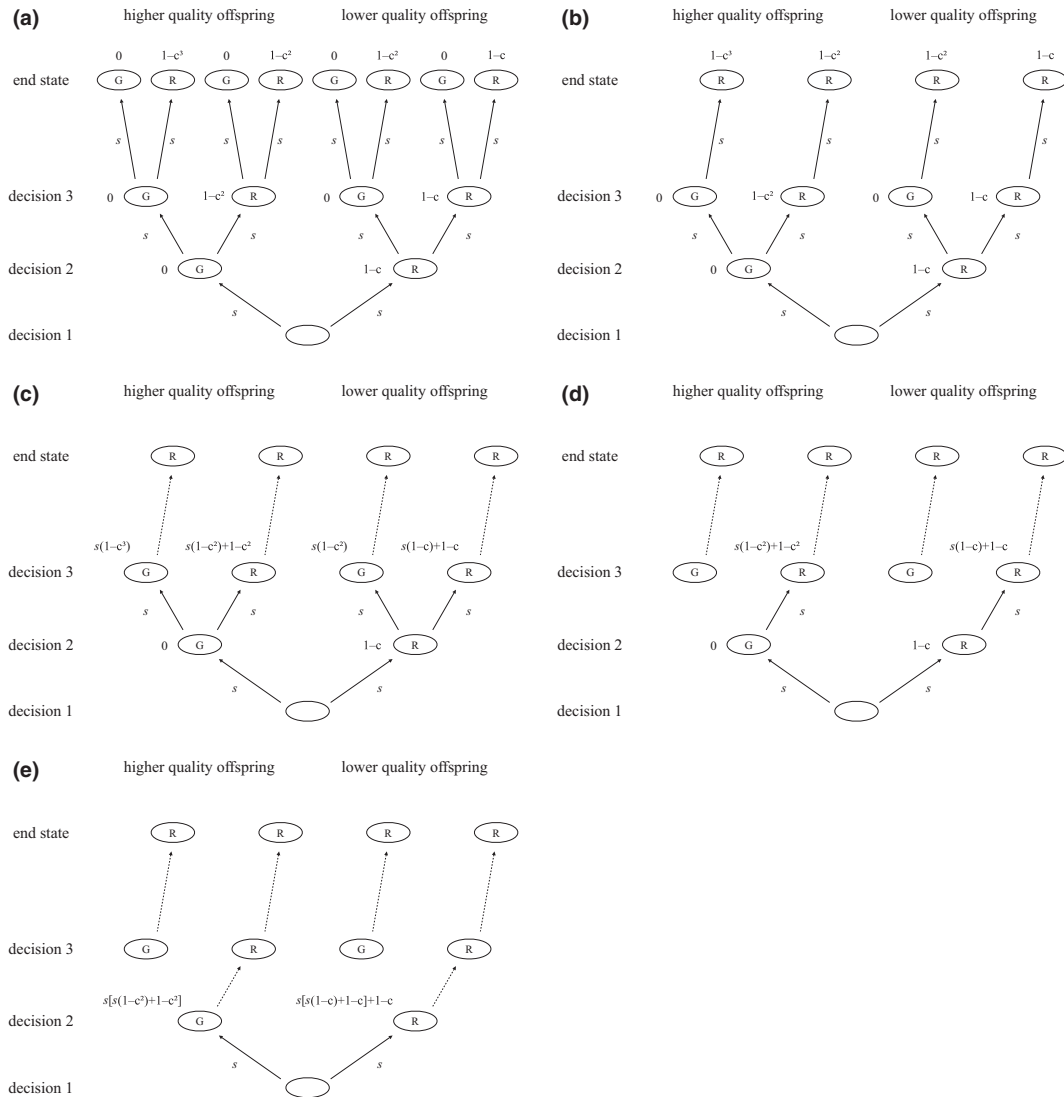 (a)
higher quality offspring lower quality offspring
0 1–c³ 0 1–c² 0 1–c² 0 1–c
end state G R G R G R G R
s s s s s s s s
decision 3 0 G 1–c² R 0 G 1–c R
s s s s
decision 2 0 G 1–c R
s s
decision 1
(b)
higher quality offspring lower quality offspring
1–c³ 1–c² 1–c² 1–c
end state R R R R
s s s s
decision 3 0 G 1–c² R 0 G 1–c R
s s s s
decision 2 0 G 1–c R
s s
decision 1
(c)
higher quality offspring lower quality offspring
end state R R R R
s(1–c³) s(1–c²)+1–c² s(1–c²) s(1–c)+1–c
decision 3 G R G R
s s s s
decision 2 0 G 1–c R
s s
decision 1
(d)
higher quality offspring lower quality offspring
end state R R R R
s(1–c²)+1–c² s(1–c)+1–c
decision 3 G R G R
s s
decision 2 0 G 1–c R
s s
decision 1
(e)
higher quality offspring lower quality offspring
end state R R R R
decision 3 G R G R
s[s(1–c²)+1–c²] s[s(1–c)+1–c]+1–c
decision 2 G R
s s
decision 1